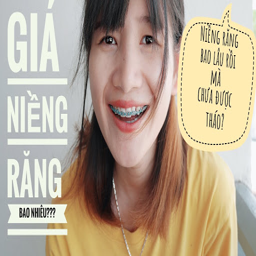 GIÁ
NIỀNG
RĂNG
BAO NHIÊU???
NIỀNG RĂNG
BAO LÂU RỒI
MÀ
CHƯA ĐƯỢC
THÁO?